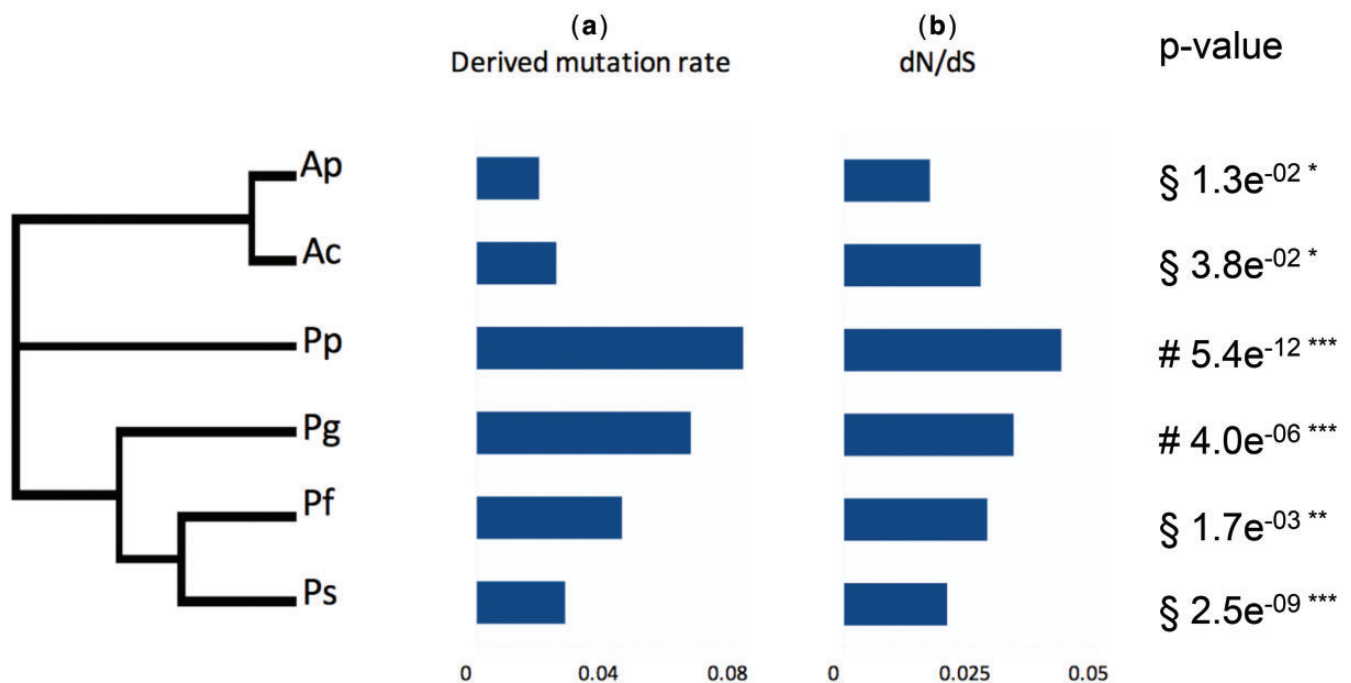 (a) (b)
Derived mutation rate dN/dS p-value
Ap § 1.3e-02 *
Ac § 3.8e-02 *
Pp # 5.4e-12 ***
Pg # 4.0e-06 ***
Pf § 1.7e-03 **
Ps § 2.5e-09 ***
0 0.04 0.08 0 0.025 0.05